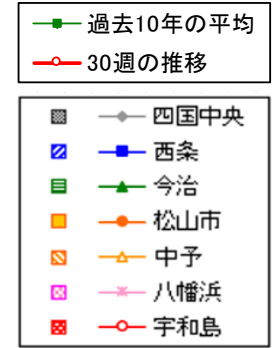 過去10年の平均
30週の推移
四国中央
西条
今治
松山市
中予
八幡浜
宇和島